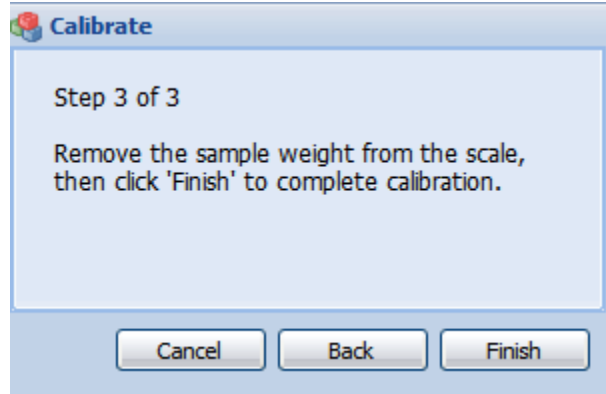 Calibrate
Step 3 of 3
Remove the sample weight from the scale,
then click 'Finish' to complete calibration.
Cancel Back Finish